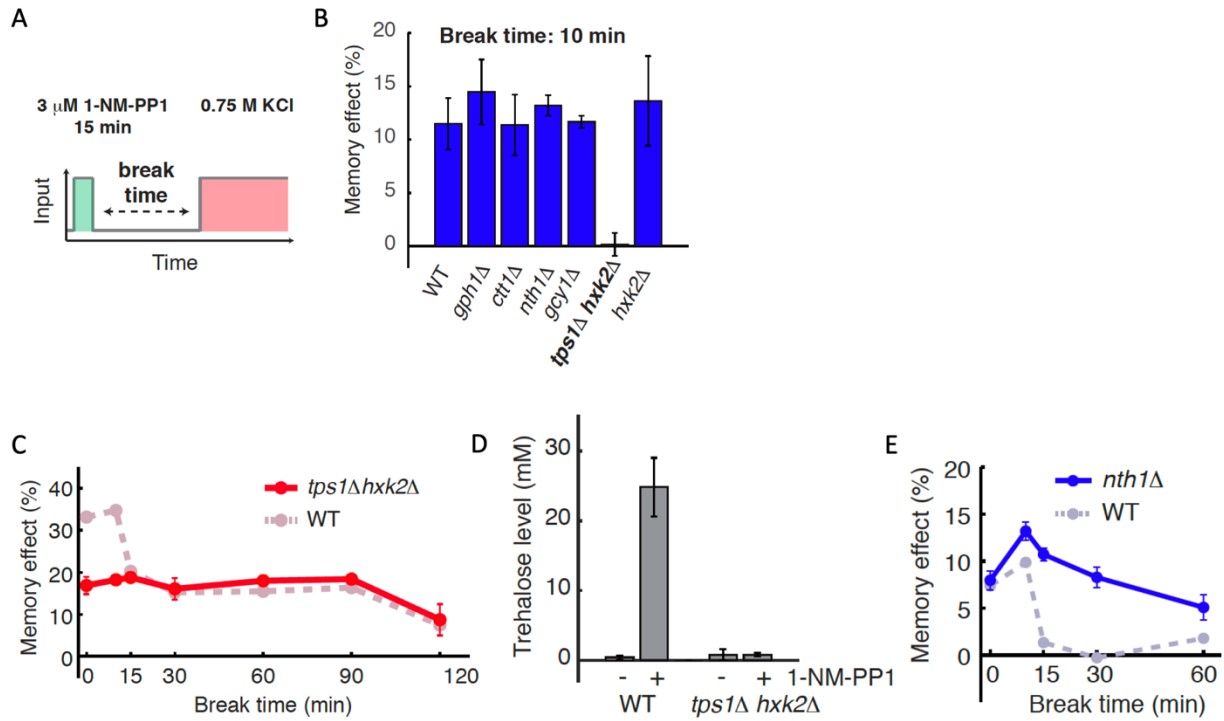 A
3 μM 1-NM-PP1
15 min
0.75 M KCl
break
time
Input
Time
B
Break time: 10 min
Memory effect (%)
20
15
10
5
0
WT
gph1Δ
ctt1Δ
nth1Δ
gcy1Δ
tps1Δ hxk2Δ
hxk2Δ
C
Memory effect (%)
40
30
20
10
0
tps1Δhxk2Δ
WT
0 15 30 60 90 120
Break time (min)
D
Trehalose level (mM)
30
20
10
0
- + - + 1-NM-PP1
WT tps1Δ hxk2Δ
E
Memory effect (%)
20
15
10
5
0
nth1Δ
WT
0 15 30 60
Break time (min)